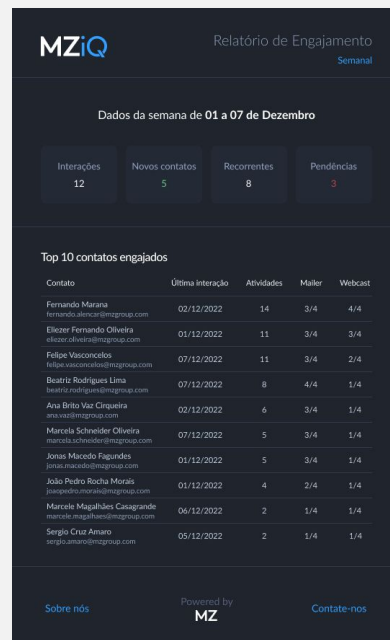 MZiQ
Relatório de Engajamento
Semanal
Dados da semana de 01 a 07 de Dezembro
Interações Novos contatos Recorrentes Pendências
12 5 8 3
Top 10 contatos engajados
Contato Última interação Atividades Mailer Webcast
Fernando Marana
fernando.alencar@mzgroup.com 02/12/2022 14 3/4 4/4
Eliezer Fernando Oliveira
eliezer.oliveira@mzgroup.com 01/12/2022 11 3/4 3/4
Felipe Vasconcelos
felipe.vasconcelos@mzgroup.com 07/12/2022 11 3/4 2/4
Beatriz Rodrigues Lima
beatriz.rodrigues@mzgroup.com 07/12/2022 8 4/4 1/4
Ana Brito Vaz Cirqueira
ana.vaz@mzgroup.com 02/12/2022 6 3/4 1/4
Marcela Schneider Oliveira
marcela.schneider@mzgroup.com 07/12/2022 5 3/4 1/4
Jonas Macedo Fagundes
jonas.macedo@mzgroup.com 01/12/2022 5 3/4 1/4
João Pedro Rocha Morais
joaopedro.morais@mzgroup.com 01/12/2022 4 2/4 1/4
Marcele Magalhães Casagrande
marcele.magalhaes@mzgroup.com 06/12/2022 2 1/4 1/4
Sergio Cruz Amaro
sergio.amaro@mzgroup.com 05/12/2022 2 1/4 1/4
Sobre nós
Powered by
MZ
Contate-nos